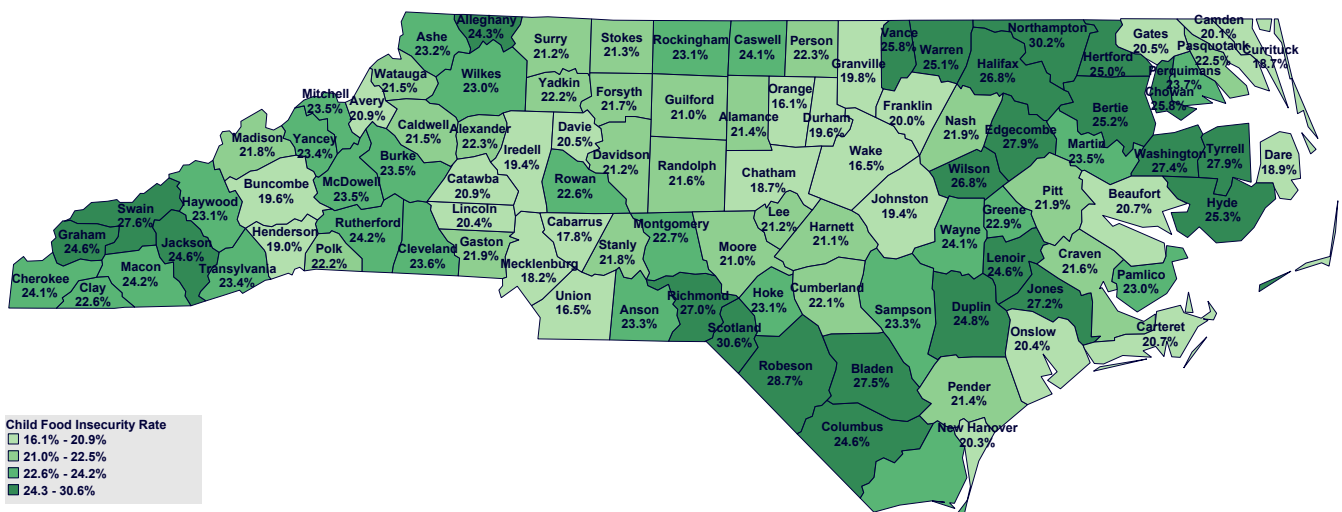 Alleghany
24.3%
Ashe
23.2%
Surry
21.2%
Stokes
21.3%
Rockingham
23.1%
Caswell
24.1%
Person
22.3%
Granville
19.8%
Vance
25.8%
Warren
25.1%
Northampton
30.2%
Halifax
26.8%
Hertford
25.0%
Gates
20.5%
Camden
20.1%
Pasquotank
22.5%
Currituck
18.7%
Perquimans
23.7%
Chowan
25.8%
Bertie
25.2%
Watauga
21.5%
Wilkes
23.0%
Yadkin
22.2%
Forsyth
21.7%
Guilford
21.0%
Alamance
21.4%
Orange
16.1%
Durham
19.6%
Franklin
20.0%
Nash
21.9%
Edgecombe
27.9%
Martin
23.5%
Washington
27.4%
Tyrrell
27.9%
Dare
18.9%
Mitchell
23.5%
Avery
20.9%
Caldwell
21.5%
Alexander
22.3%
Iredell
19.4%
Davie
20.5%
Davidson
21.2%
Randolph
21.6%
Chatham
18.7%
Wake
16.5%
Wilson
26.8%
Pitt
21.9%
Beaufort
20.7%
Hyde
25.3%
Madison
21.8%
Yancey
23.4%
Burke
23.5%
Catawba
20.9%
Rowan
22.6%
Johnston
19.4%
Greene
22.9%
Buncombe
19.6%
McDowell
23.5%
Haywood
23.1%
Swain
27.6%
Graham
24.6%
Jackson
24.6%
Henderson
19.0%
Polk
22.2%
Rutherford
24.2%
Cleveland
23.6%
Lincoln
20.4%
Gaston
21.9%
Mecklenburg
18.2%
Cabarrus
17.8%
Stanly
21.8%
Montgomery
22.7%
Moore
21.0%
Lee
21.2%
Harnett
21.1%
Wayne
24.1%
Lenoir
24.6%
Craven
21.6%
Pamlico
23.0%
Cherokee
24.1%
Clay
22.6%
Macon
24.2%
Transylvania
23.4%
Union
16.5%
Anson
23.3%
Richmond
27.0%
Scotland
30.6%
Hoke
23.1%
Cumberland
22.1%
Sampson
23.3%
Duplin
24.8%
Jones
27.2%
Onslow
20.4%
Carteret
20.7%
Robeson
28.7%
Bladen
27.5%
Pender
21.4%
Columbus
24.6%
New Hanover
20.3%
Child Food Insecurity Rate
16.1% - 20.9%
21.0% - 22.5%
22.6% - 24.2%
24.3 - 30.6%